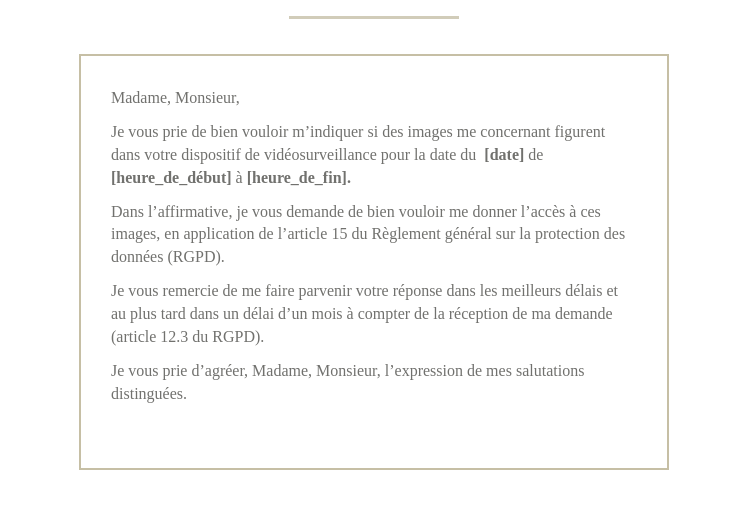 Madame, Monsieur,
Je vous prie de bien vouloir m’indiquer si des images me concernant figurent
dans votre dispositif de vidéosurveillance pour la date du  [date] de
[heure_de_début] à [heure_de_fin].
Dans l’affirmative, je vous demande de bien vouloir me donner l’accès à ces
images, en application de l’article 15 du Règlement général sur la protection des
données (RGPD).
Je vous remercie de me faire parvenir votre réponse dans les meilleurs délais et
au plus tard dans un délai d’un mois à compter de la réception de ma demande
(article 12.3 du RGPD).
Je vous prie d’agréer, Madame, Monsieur, l’expression de mes salutations
distinguées.